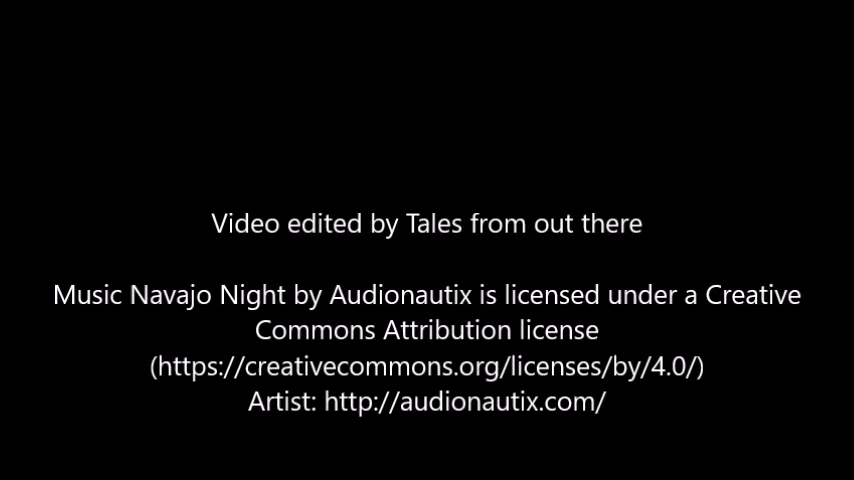 Video edited by Tales from out there
Music Navajo Night by Audionautix is licensed under a Creative
Commons Attribution license
(https://creativecommons.org/licenses/by/4.0/)
Artist: http://audionautix.com/